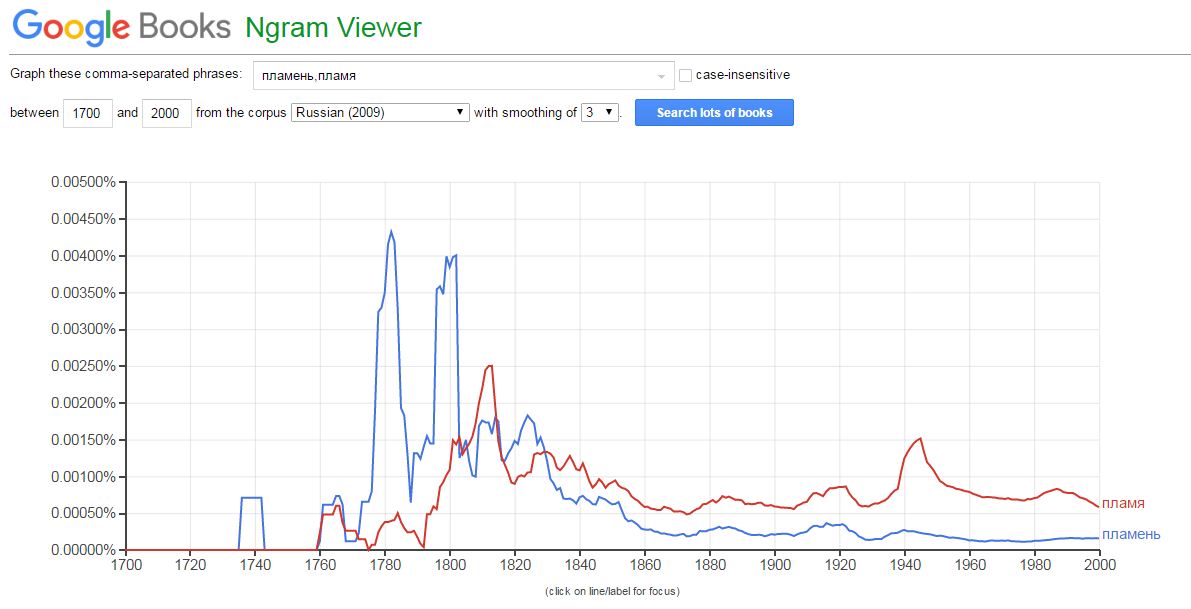 Google Books Ngram Viewer
Graph these comma-separated phrases: пламень,пламя case-insensitive
between 1700 and 2000 from the corpus Russian (2009) with smoothing of 3 . Search lots of books
0.00500%
0.00450%
0.00400%
0.00350%
0.00300%
0.00250%
0.00200%
0.00150%
0.00100%
0.00050%
0.00000%
пламя
пламень
1700 1720 1740 1760 1780 1800 1820 1840 1860 1880 1900 1920 1940 1960 1980 2000
(click on line/label for focus)